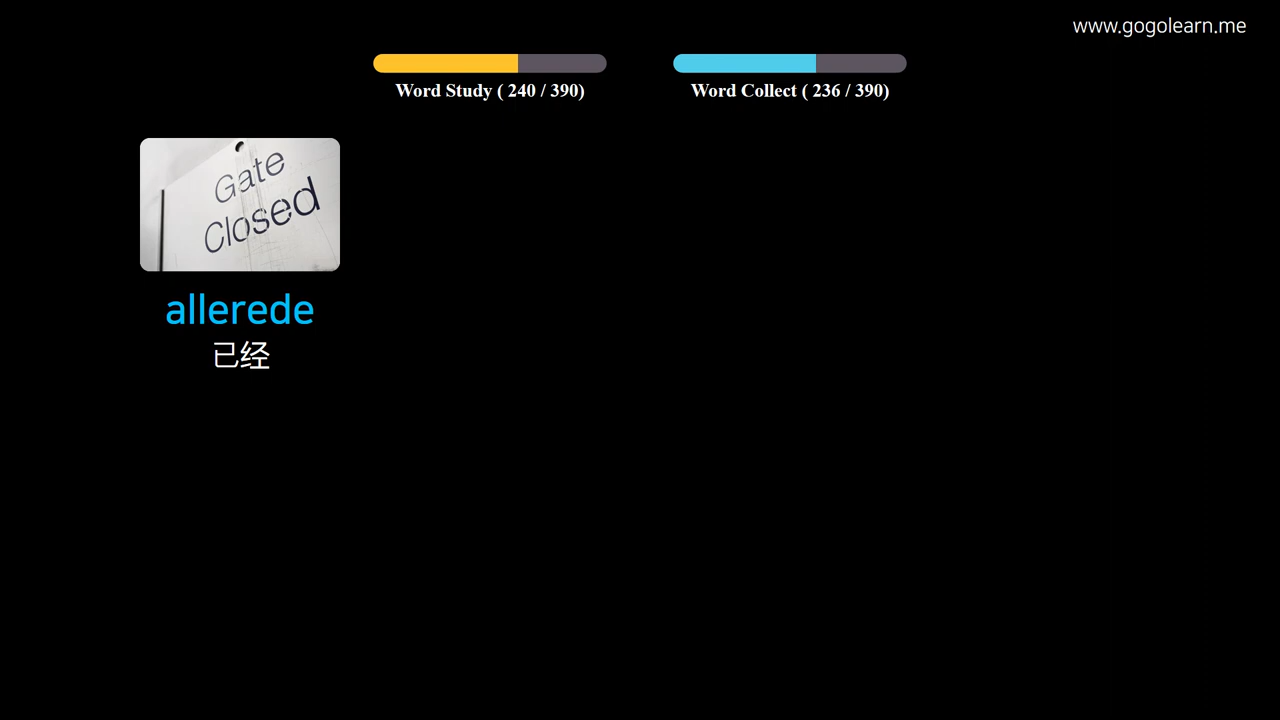 www.gogolearn.me
Word Study ( 240 / 390)
Word Collect ( 236 / 390)
Gate
Closed
allerede
已经